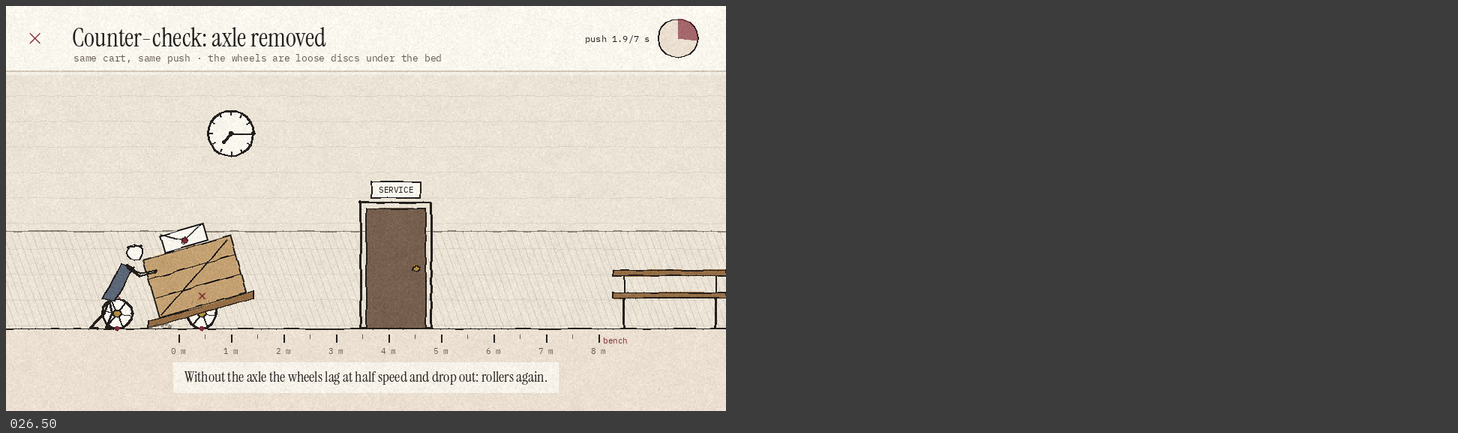 Counter-check: axle removed
same cart, same push · the wheels are loose discs under the bed
push 1.9/7 s
SERVICE
bench
0 m 1 m 2 m 3 m 4 m 5 m 6 m 7 m 8 m
Without the axle the wheels lag at half speed and drop out: rollers again.
026.50